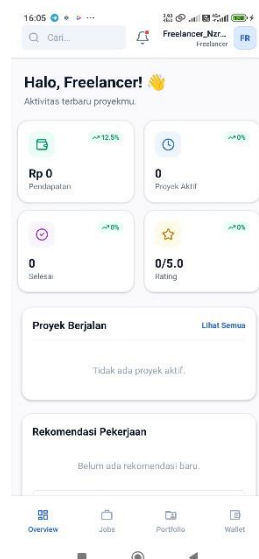 16:05
Cari...
Freelancer_Nzr...
Freelancer
FR
Halo, Freelancer! 👋
Aktivitas terbaru proyekmu.
12.5%
Rp 0
Pendapatan
0%
0
Proyek Aktif
0%
0
Selesai
0%
0/5.0
Rating
Proyek Berjalan
Lihat Semua
Tidak ada proyek aktif.
Rekomendasi Pekerjaan
Belum ada rekomendasi baru.
Overview
Jobs
Portfolio
Wallet